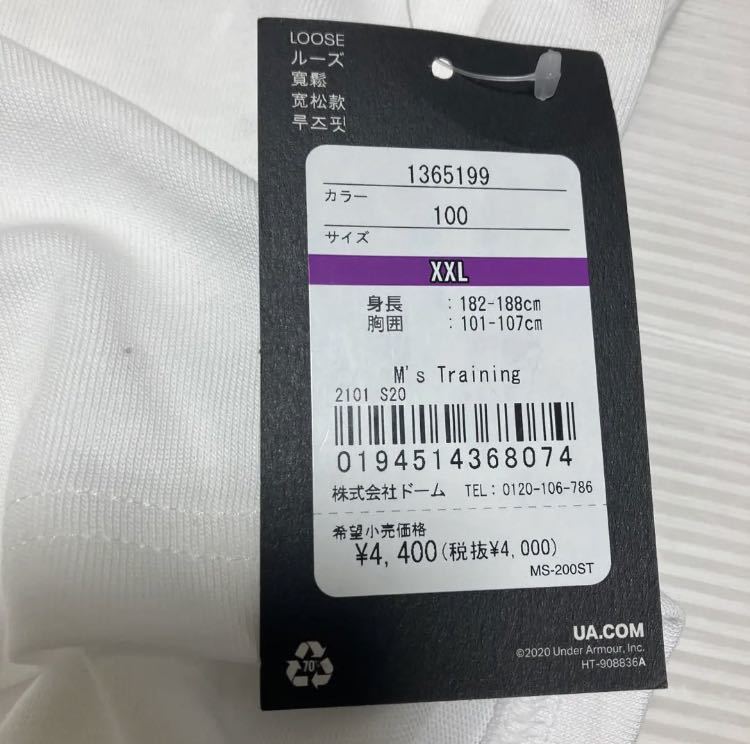 LOOSE
ルーズ
寬鬆
宽松款
루즈핏
1365199
カラー
100
サイズ
XXL
身長 : 182-188cm
胸囲 : 101-107cm
M's Training
2101 S20
0194514368074
株式会社ドーム TEL: 0120-106-786
希望小売価格
¥4,400(税抜¥4,000)
MS-200ST
70%
UA.COM
©2020 Under Armour, Inc.
HT-908836A